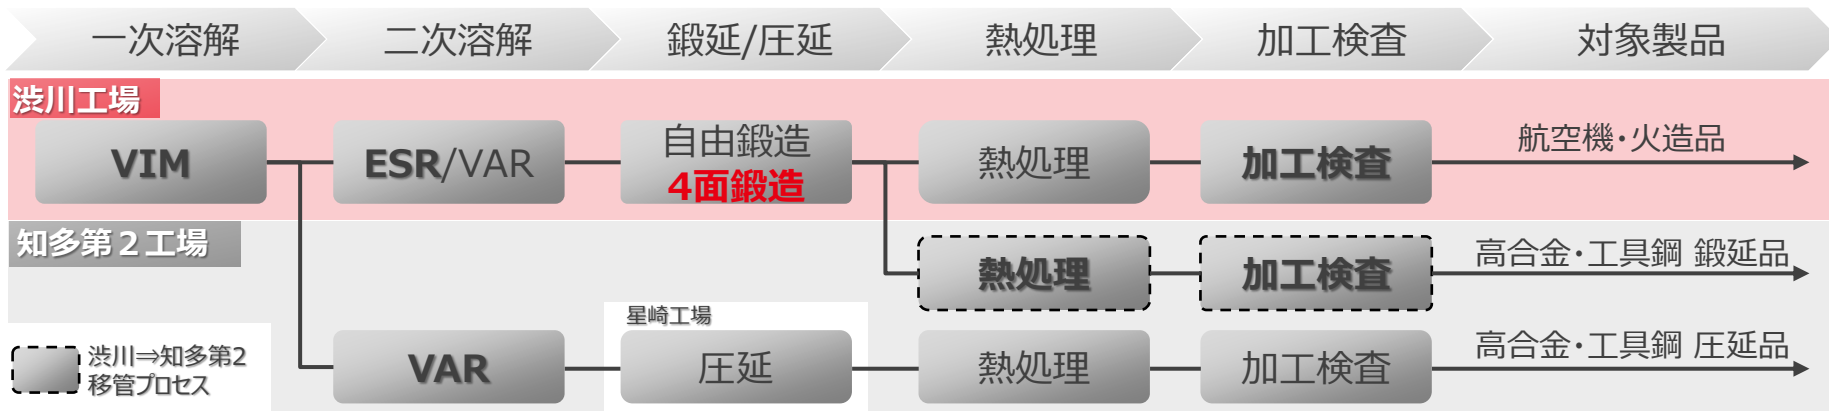 一次溶解
二次溶解
鍛延/圧延
熱処理
加工検査
対象製品
渋川工場
VIM
ESR/VAR
自由鍛造
4面鍛造
熱処理
加工検査
航空機・火造品
知多第2工場
熱処理
加工検査
高合金・工具鋼 鍛延品
星崎工場
VAR
圧延
熱処理
加工検査
高合金・工具鋼 圧延品
渋川⇒知多第2
移管プロセス